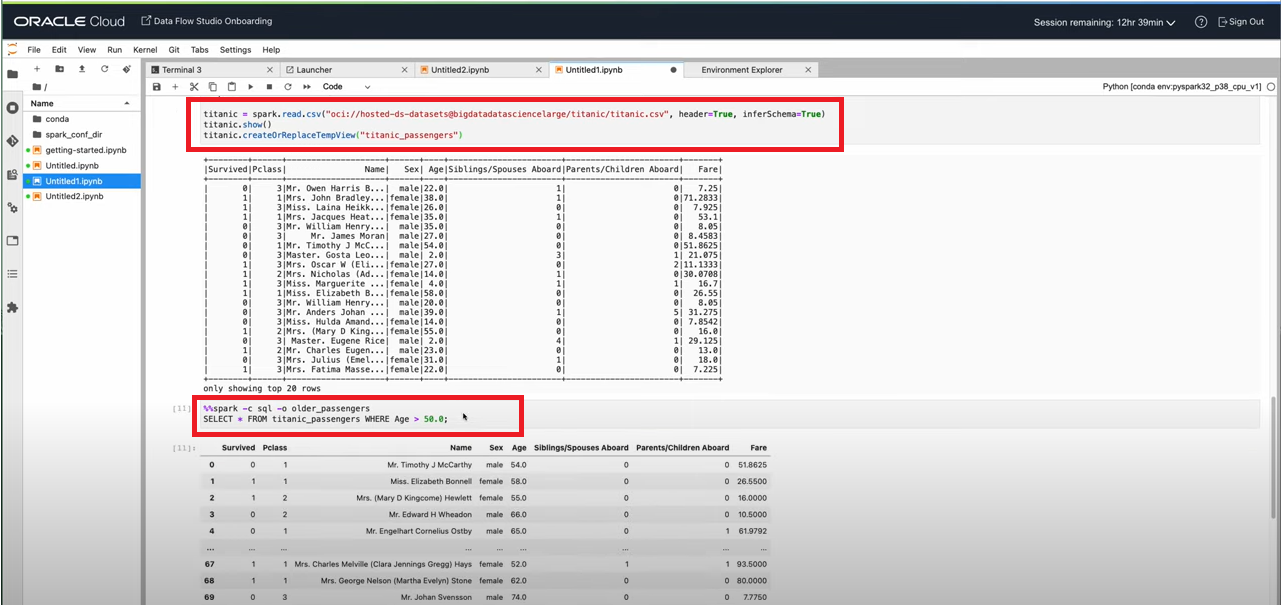 ORACLE Cloud Data Flow Studio Onboarding Session remaining: 12hr 39min ? Sign Out
File Edit View Run Kernel Git Tabs Settings Help
Terminal 3 Launcher Untitled2.ipynb Untitled1.ipynb Environment Explorer
Code Python [conda env:pyspark32_p38_cpu_v1]
/
Name
conda
spark_conf_dir
getting-started.ipynb
Untitled.ipynb
Untitled1.ipynb
Untitled2.ipynb
titanic = spark.read.csv("oci://hosted-ds-datasets@bigdatadatasciencelarge/titanic/titanic.csv", header=True, inferSchema=True)
titanic.show()
titanic.createOrReplaceTempView("titanic_passengers")
+--------+------+--------------------+------+----+-----------------------+-----------------------+-------+
|Survived|Pclass| Name| Sex| Age|Siblings/Spouses Aboard|Parents/Children Aboard| Fare|
+--------+------+--------------------+------+----+-----------------------+-----------------------+-------+
| 0| 3|Mr. Owen Harris B...| male|22.0| 1| 0| 7.25|
| 1| 1|Mrs. John Bradley...|female|38.0| 1| 0|71.2833|
| 1| 3|Miss. Laina Heikk...|female|26.0| 0| 0| 7.925|
| 1| 1|Mrs. Jacques Heat...|female|35.0| 1| 0| 53.1|
| 0| 3|Mr. William Henry...| male|35.0| 0| 0| 8.05|
| 0| 3| Mr. James Moran| male|27.0| 0| 0| 8.4583|
| 0| 1|Mr. Timothy J McC...| male|54.0| 0| 0|51.8625|
| 0| 3|Master. Gosta Leo...| male| 2.0| 3| 1| 21.075|
| 1| 3|Mrs. Oscar W (Eli...|female|27.0| 0| 2|11.1333|
| 1| 2|Mrs. Nicholas (Ad...|female|14.0| 1| 0|30.0708|
| 1| 3|Miss. Marguerite ...|female| 4.0| 1| 1| 16.7|
| 1| 1|Miss. Elizabeth B...|female|58.0| 0| 0| 26.55|
| 0| 3|Mr. William Henry...| male|20.0| 0| 0| 8.05|
| 0| 3|Mr. Anders Johan ...| male|39.0| 1| 5| 31.275|
| 0| 3|Miss. Hulda Amand...|female|14.0| 0| 0| 7.8542|
| 1| 2|Mrs. (Mary D King...|female|55.0| 0| 0| 16.0|
| 0| 3| Master. Eugene Rice| male| 2.0| 4| 1| 29.125|
| 1| 2|Mr. Charles Eugen...| male|23.0| 0| 0| 13.0|
| 0| 3|Mrs. Julius (Emel...|female|31.0| 1| 0| 18.0|
| 1| 3|Mrs. Fatima Masse...|female|22.0| 0| 0| 7.225|
+--------+------+--------------------+------+----+-----------------------+-----------------------+-------+
only showing top 20 rows
[11] %%spark -c sql -o older_passengers
SELECT * FROM titanic_passengers WHERE Age > 50.0;
[11]: Survived Pclass Name Sex Age Siblings/Spouses Aboard Parents/Children Aboard Fare
0 0 1 Mr. Timothy J McCarthy male 54.0 0 0 51.8625
1 1 1 Miss. Elizabeth Bonnell female 58.0 0 0 26.5500
2 1 2 Mrs. (Mary D Kingcome) Hewlett female 55.0 0 0 16.0000
3 0 2 Mr. Edward H Wheadon male 66.0 0 0 10.5000
4 0 1 Mr. Engelhart Cornelius Ostby male 65.0 0 1 61.9792
... ... ... ... ... ... ... ... ...
67 1 1 Mrs. Charles Melville (Clara Jennings Gregg) Hays female 52.0 1 1 93.5000
68 1 1 Mrs. George Nelson (Martha Evelyn) Stone female 62.0 0 0 80.0000
69 0 3 Mr. Johan Svensson male 74.0 0 0 7.7750